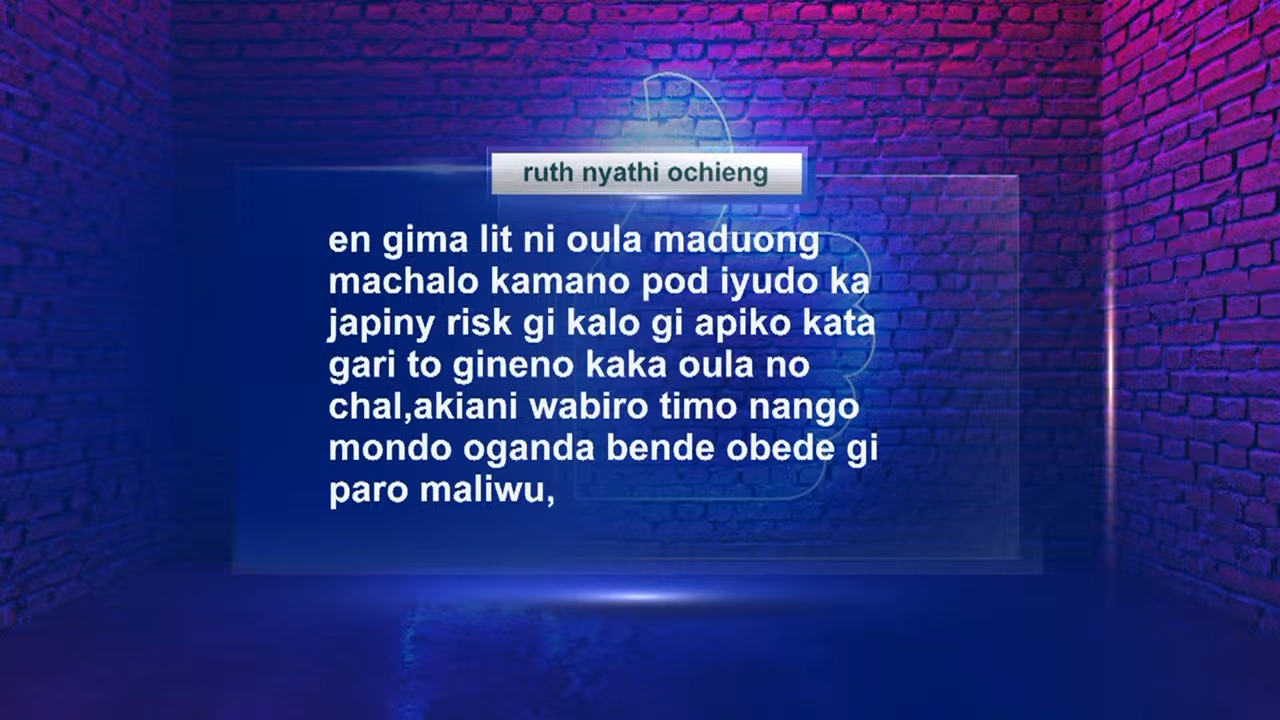 ruth nyathi ochieng
en gima lit ni oula maduong
machalo kamano pod iyudo ka
japiny risk gi kalo gi apiko kata
gari to gineno kaka oula no
chal,akiani wabiro timo nango
mondo oganda bende obede gi
paro maliwu,